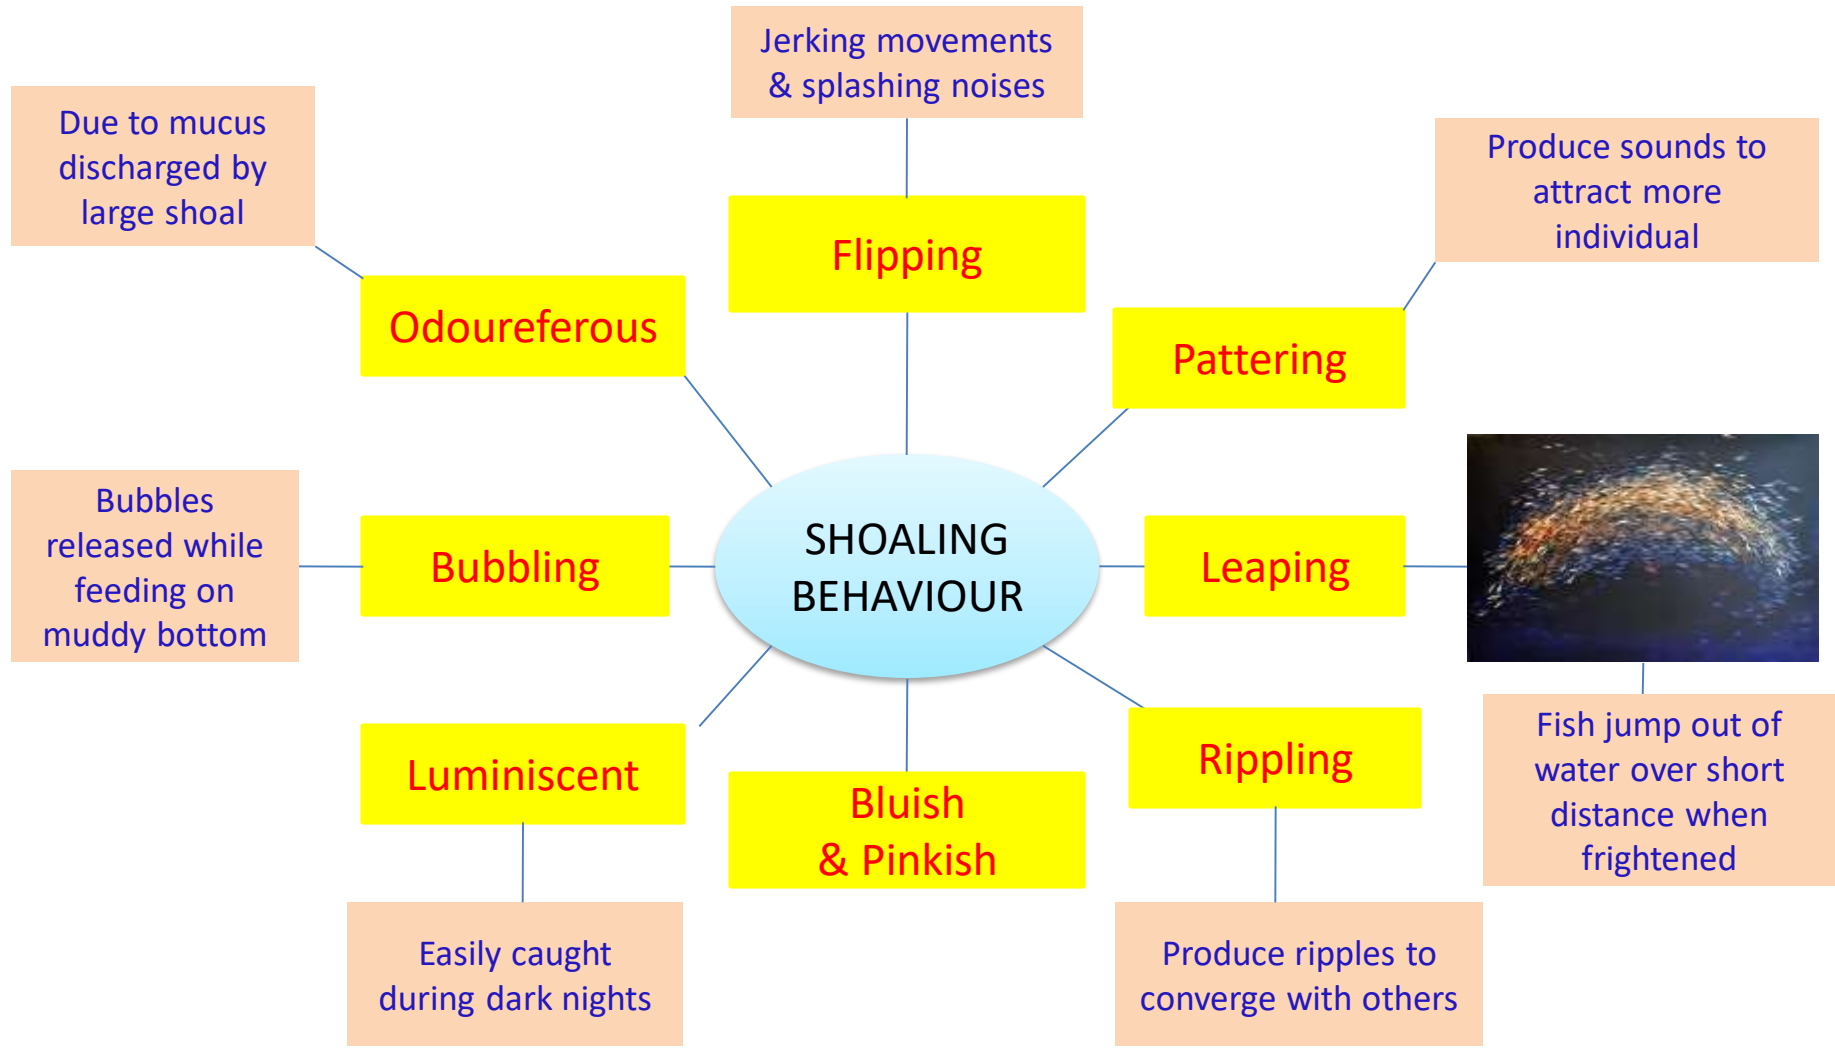 Jerking movements
& splashing noises
Due to mucus
discharged by
large shoal
Produce sounds to
attract more
individual
Flipping
Odoureferous
Pattering
Bubbles
released while
feeding on
muddy bottom
Bubbling
SHOALING
BEHAVIOUR
Leaping
Luminiscent
Bluish
& Pinkish
Rippling
Fish jump out of
water over short
distance when
frightened
Easily caught
during dark nights
Produce ripples to
converge with others